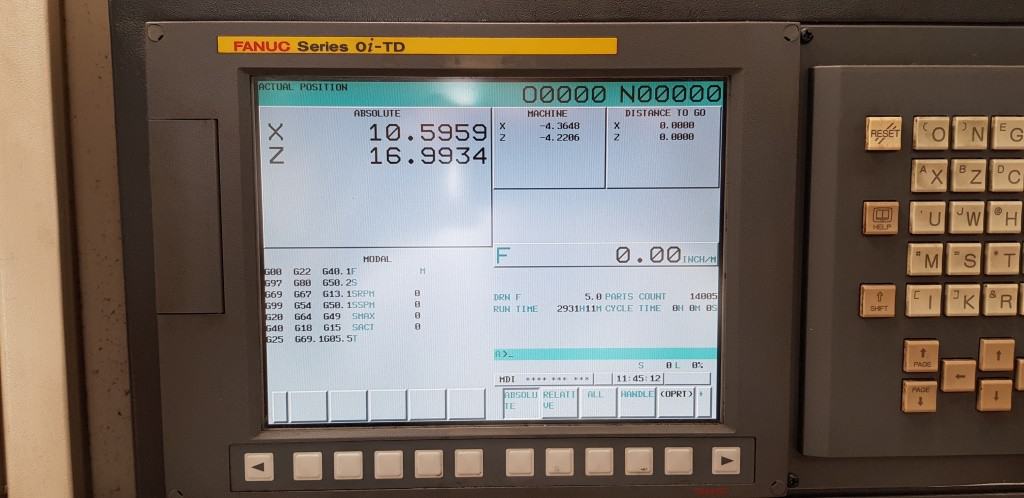 FANUC Series 0i-TD
ACTUAL POSITION O0000 N00000
ABSOLUTE
X 10.5959
Z 16.9934
MACHINE
X -4.3648
Z -4.2206
DISTANCE TO GO
X 0.0000
Z 0.0000
F 0.00 INCH/M
MODAL
G00 G22 G40.1 F M
G97 G80 G50.2 S
G69 G67 G13.1 SRPM 0
G99 G54 G50.1 SSPM 0
G20 G64 G49 SMAX 0
G40 G18 G15 SACT 0
G25 G69.1 G05.5 T
DRN F 5.0 PARTS COUNT 14005
RUN TIME 2931H11M CYCLE TIME 0H 0M 0S
A>_
S 0 L 0%
MDI **** *** *** 11:45:12
ABSOLUTE RELATIVE ALL HANDLE (OPRT) +
RESET ( O ) N E G
A X B Z D C
HELP ' U J W @ H
# M = S * T
SHIFT [ I ] K & R
PAGE ↑ ↑
PAGE ↓ ← ↓